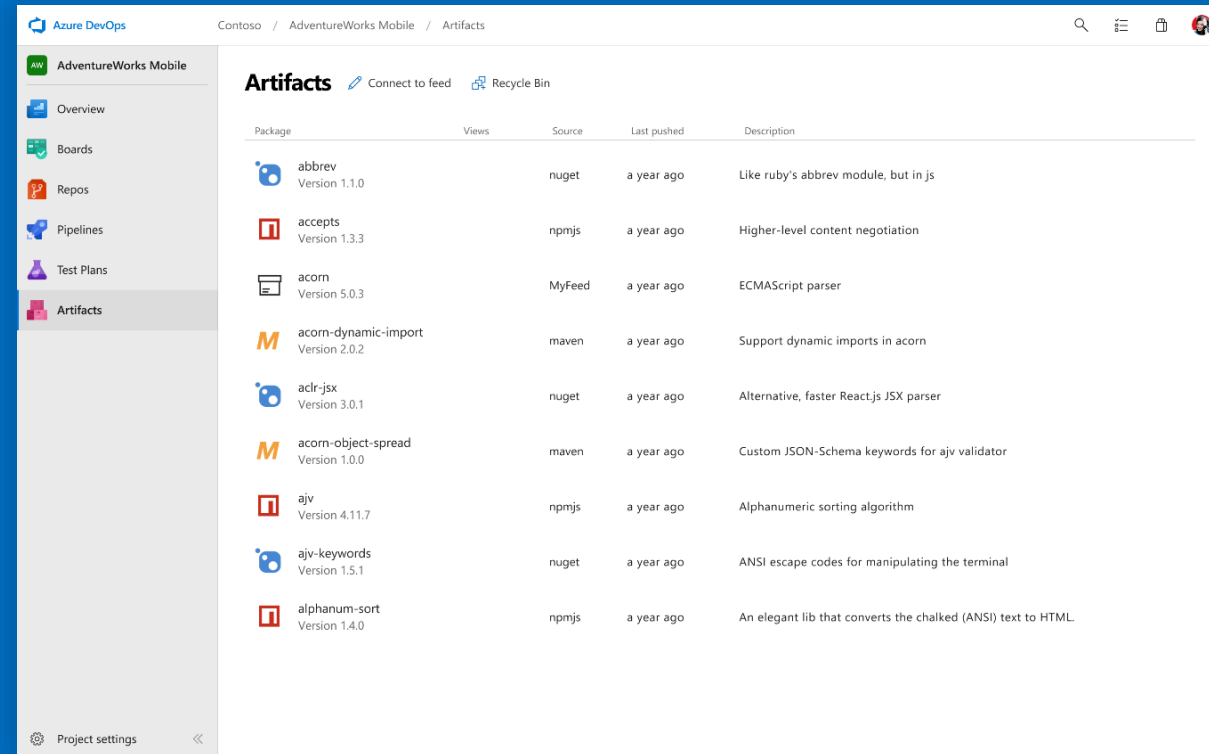 Azure DevOps
Contoso / AdventureWorks Mobile / Artifacts
AW AdventureWorks Mobile
Overview
Boards
Repos
Pipelines
Test Plans
Artifacts
Project settings
Artifacts Connect to feed Recycle Bin
Package Views Source Last pushed Description
abbrev
Version 1.1.0
nuget a year ago Like ruby's abbrev module, but in js
accepts
Version 1.3.3
npmjs a year ago Higher-level content negotiation
acorn
Version 5.0.3
MyFeed a year ago ECMAScript parser
acorn-dynamic-import
Version 2.0.2
maven a year ago Support dynamic imports in acorn
aclr-jsx
Version 3.0.1
nuget a year ago Alternative, faster React.js JSX parser
acorn-object-spread
Version 1.0.0
maven a year ago Custom JSON-Schema keywords for ajv validator
ajv
Version 4.11.7
npmjs a year ago Alphanumeric sorting algorithm
ajv-keywords
Version 1.5.1
nuget a year ago ANSI escape codes for manipulating the terminal
alphanum-sort
Version 1.4.0
npmjs a year ago An elegant lib that converts the chalked (ANSI) text to HTML.